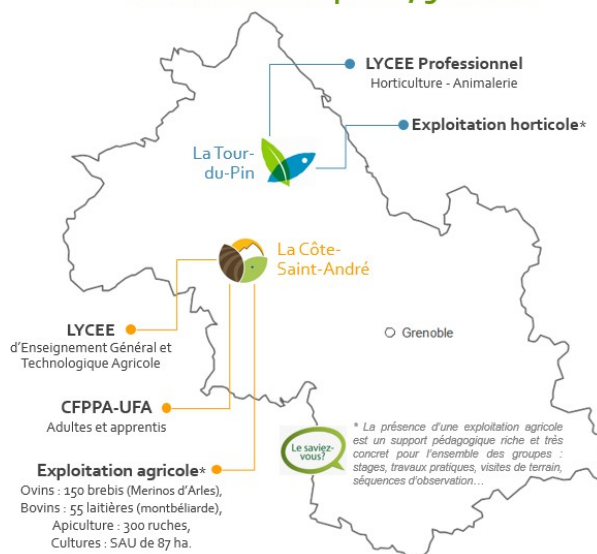 LYCEE Professionnel
Horticulture - Animalerie
Exploitation horticole*
La Tour-
du-Pin
La Côte-
Saint-André
LYCEE
d'Enseignement Général et
Technologique Agricole
Grenoble
CFPPA-UFA
Adultes et apprentis
Le saviez-
vous?
* La présence d'une exploitation agricole
est un support pédagogique riche et très
concret pour l'ensemble des groupes :
stages, travaux pratiques, visites de terrain,
séquences d'observation...
Exploitation agricole*
Ovins : 150 brebis (Merinos d'Arles),
Bovins : 55 laitières (montbéliarde),
Apiculture : 300 ruches,
Cultures : SAU de 87 ha.